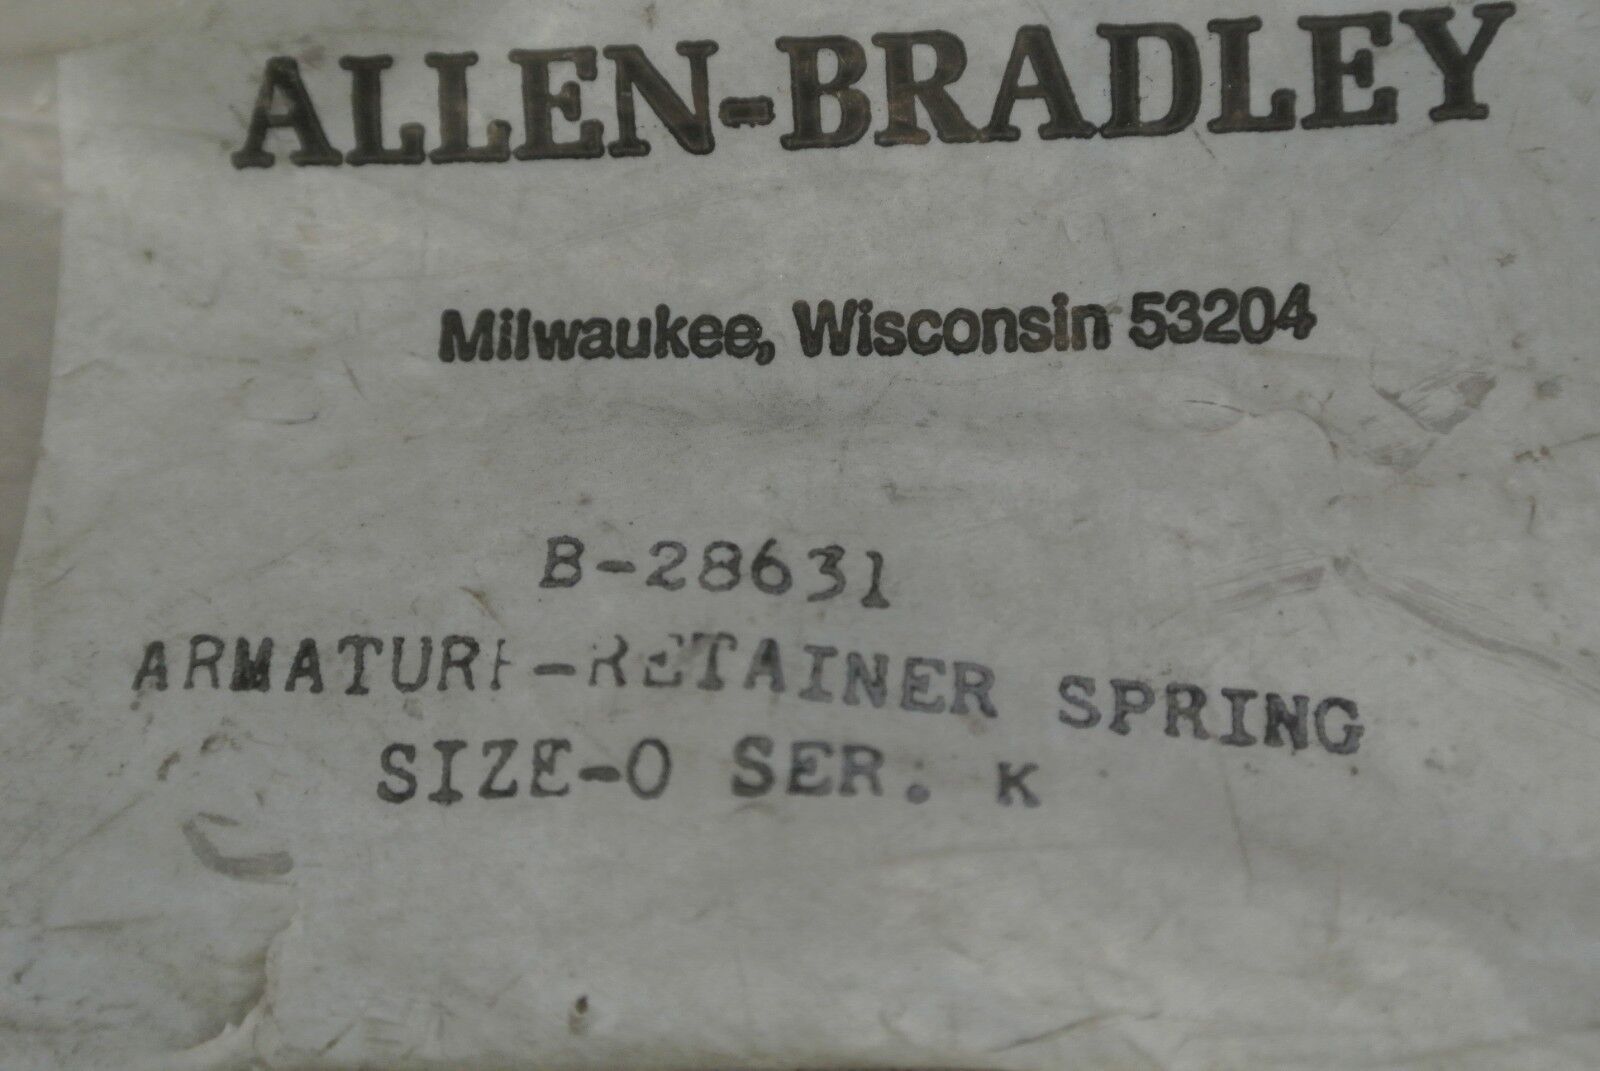 ALLEN-BRADLEY
Milwaukee, Wisconsin 53204
B-28631
ARMATURE-RETAINER SPRING
SIZE-0 SER. K